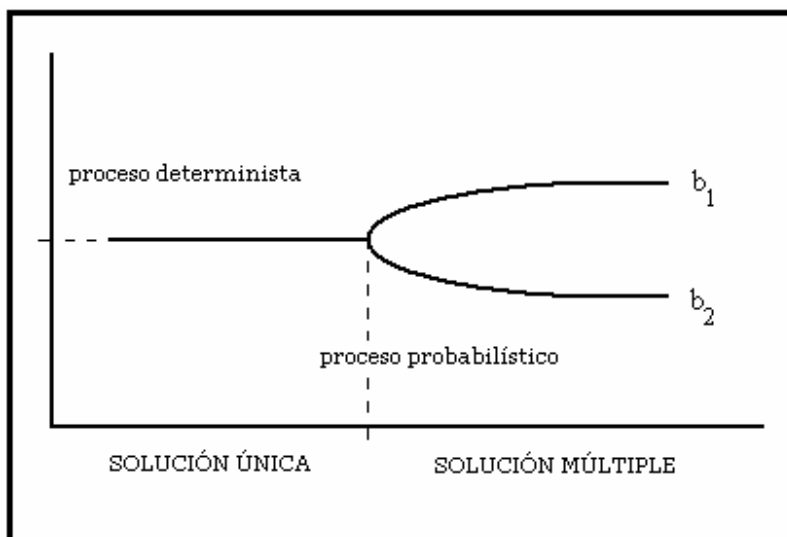 proceso determinista
b1
b2
proceso probabilístico
SOLUCIÓN ÚNICA
SOLUCIÓN MÚLTIPLE